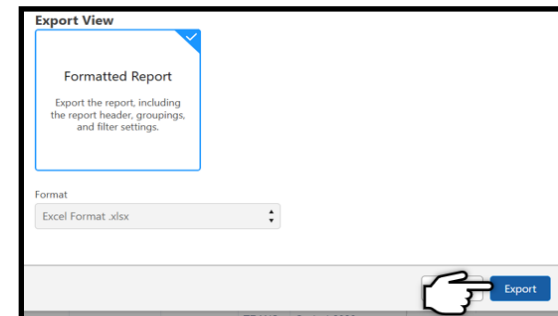 Export View
Formatted Report
Export the report, including
the report header, groupings,
and filter settings.
Format
Excel Format .xlsx
Export